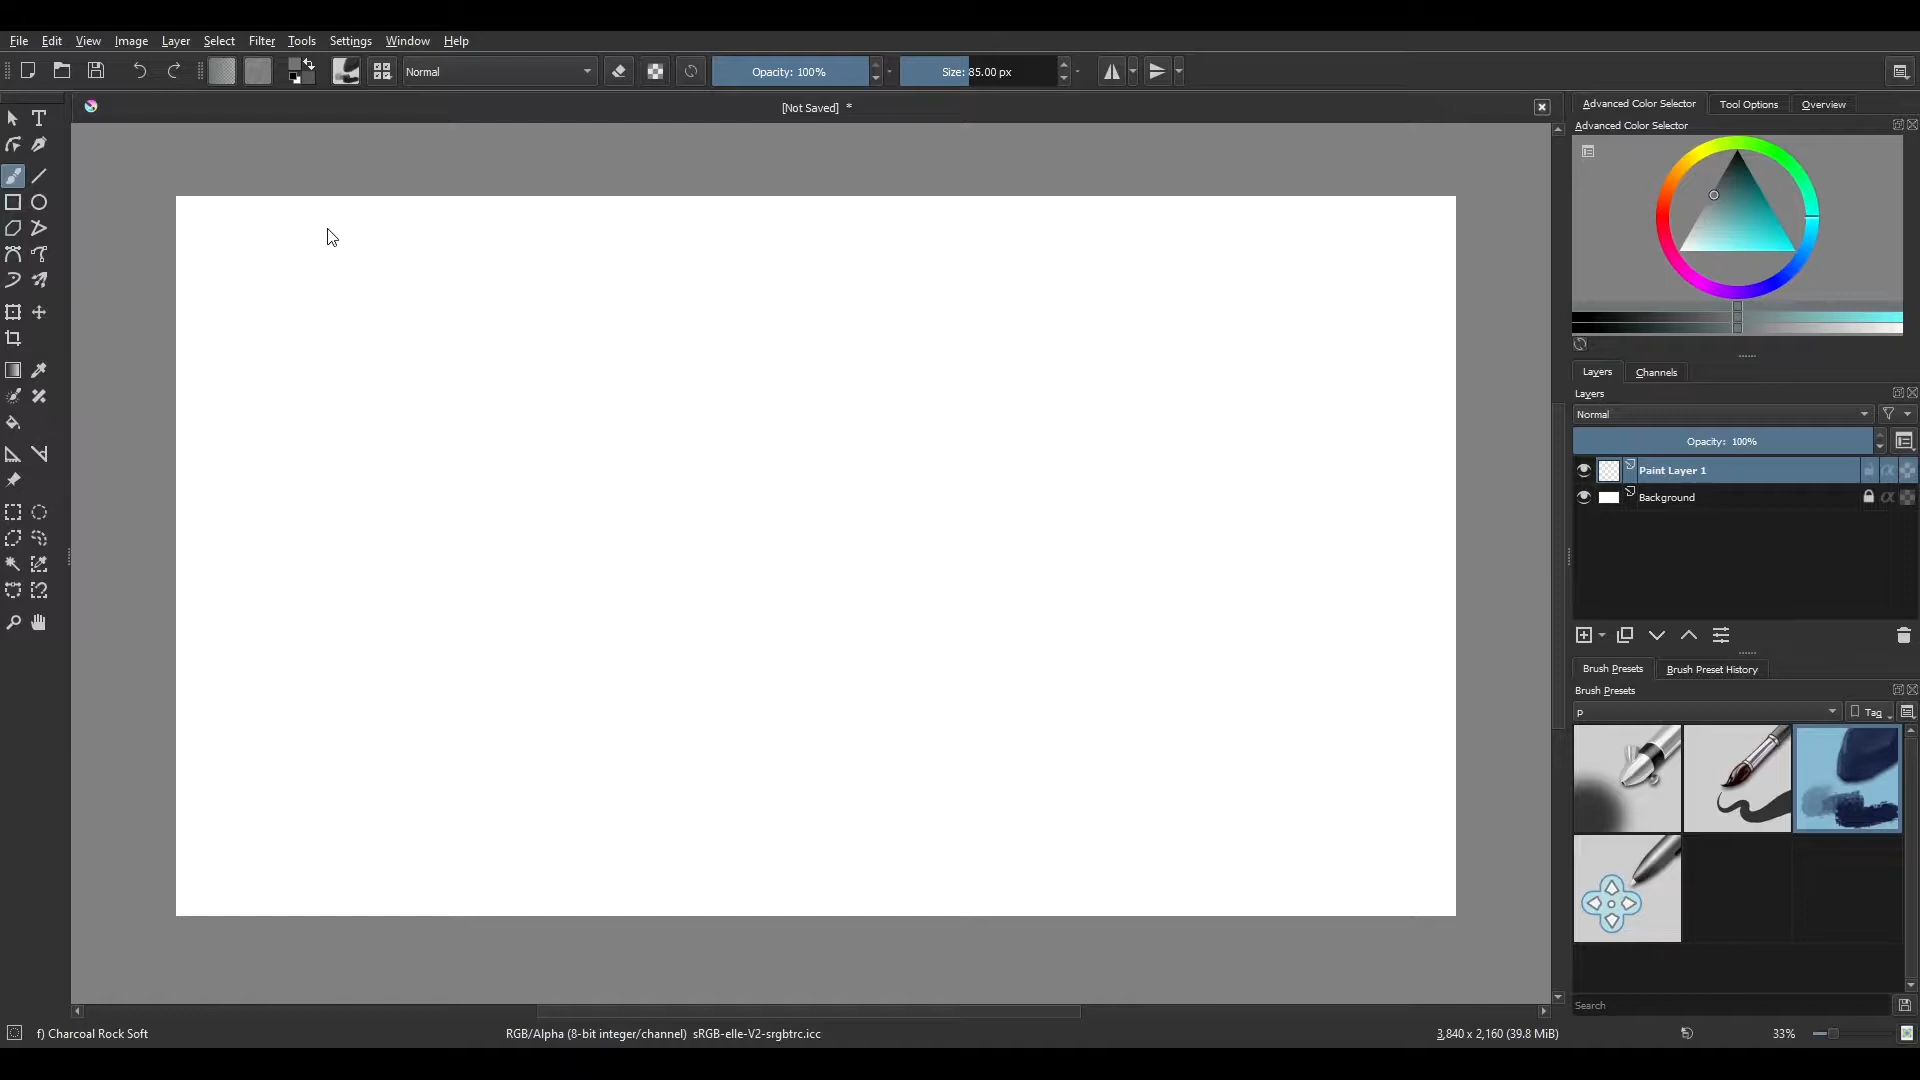 File Edit View Image Layer Select Filter Tools Settings Window Help
Normal Opacity: 100% Size: 85.00 px
[Not Saved] *
Advanced Color Selector Tool Options Overview
Advanced Color Selector
Layers Channels
Layers
Normal
Opacity: 100%
Paint Layer 1
Background
Brush Presets Brush Preset History
Brush Presets
p Tag
Search
f) Charcoal Rock Soft RGB/Alpha (8-bit integer/channel) sRGB-elle-V2-srgbtrc.icc 3,840 x 2,160 (39.8 MiB) 33%